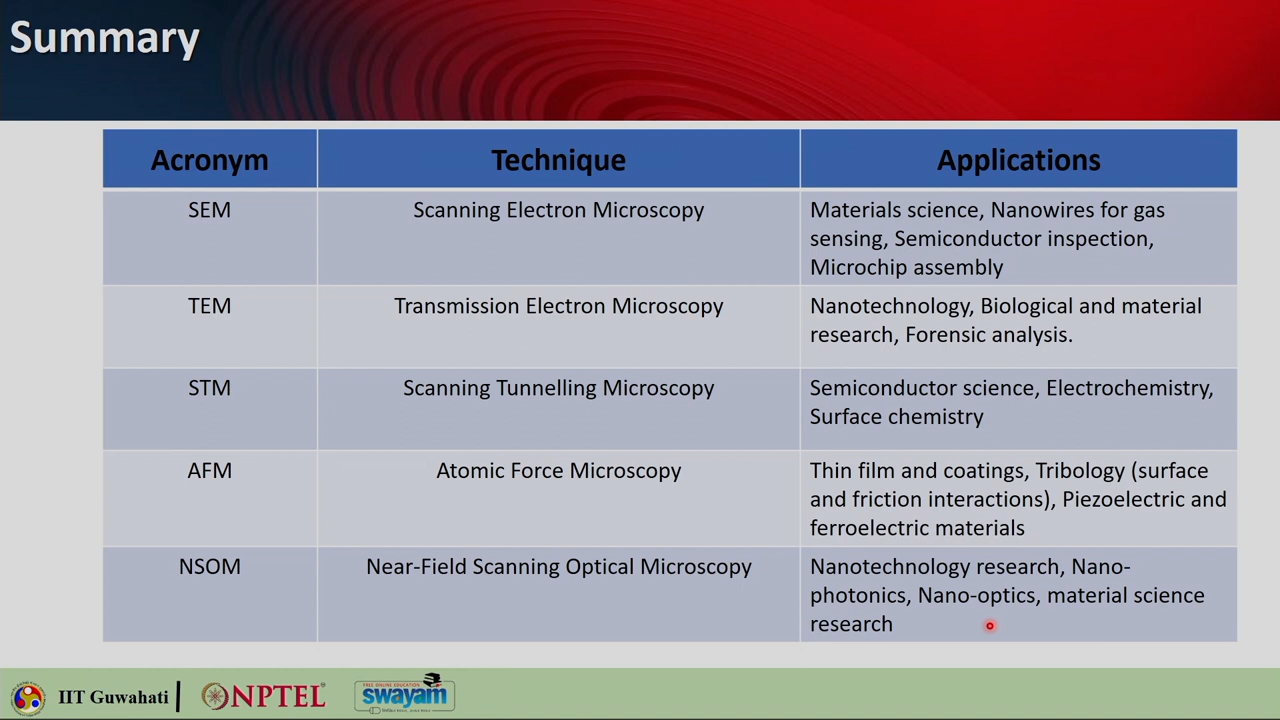 Summary
Acronym
Technique
Applications
SEM
Scanning Electron Microscopy
Materials science, Nanowires for gas
sensing, Semiconductor inspection,
Microchip assembly
TEM
Transmission Electron Microscopy
Nanotechnology, Biological and material
research, Forensic analysis.
STM
Scanning Tunnelling Microscopy
Semiconductor science, Electrochemistry,
Surface chemistry
AFM
Atomic Force Microscopy
Thin film and coatings, Tribology (surface
and friction interactions), Piezoelectric and
ferroelectric materials
NSOM
Near-Field Scanning Optical Microscopy
Nanotechnology research, Nano-
photonics, Nano-optics, material science
research
IIT Guwahati
NPTEL
FREE ONLINE EDUCATION
swayam